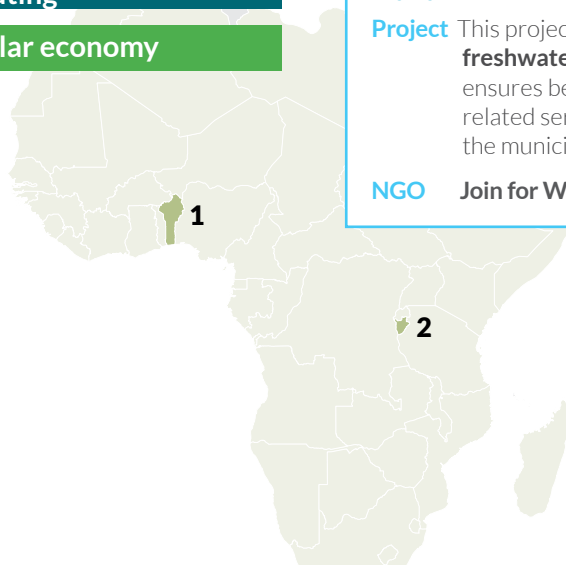 lar economy
Project This projec
freshwate
ensures be
related ser
the munici
NGO Join for W
1
2